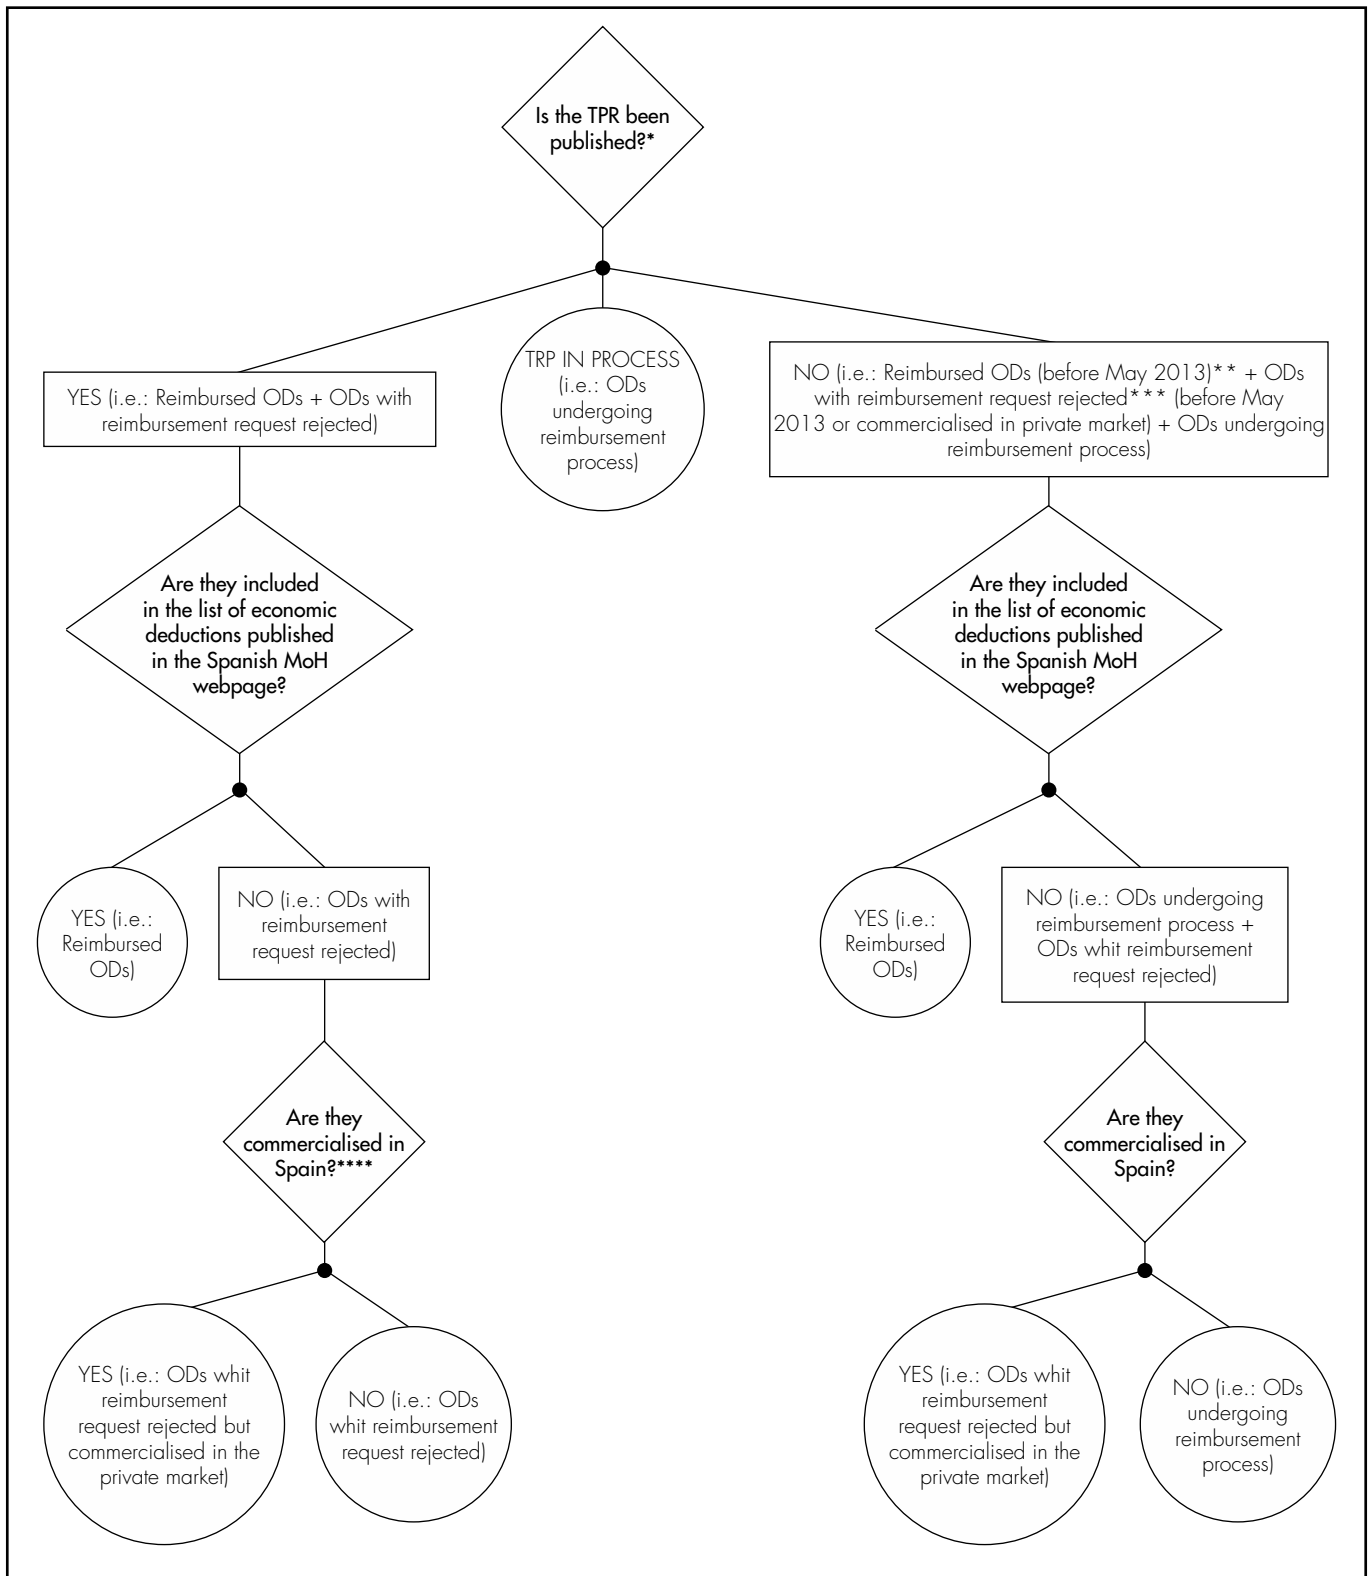 Is the TPR been
published?*
YES (i.e.: Reimbursed ODs + ODs with
reimbursement request rejected)
TRP IN PROCESS
(i.e.: ODs
undergoing
reimbursement
process)
NO (i.e.: Reimbursed ODs (before May 2013)** + ODs
with reimbursement request rejected*** (before May
2013 or commercialised in private market) + ODs undergoing
reimbursement process)
Are they included
in the list of economic
deductions published
in the Spanish MoH
webpage?
Are they included
in the list of economic
deductions published
in the Spanish MoH
webpage?
YES (i.e.:
Reimbursed
ODs)
NO (i.e.: ODs with
reimbursement
request rejected)
YES (i.e.:
Reimbursed
ODs)
NO (i.e.: ODs undergoing
reimbursement process +
ODs whit reimbursement
request rejected)
Are they
commercialised in
Spain?****
Are they
commercialised in
Spain?
YES (i.e.: ODs whit
reimbursement
request rejected but
commercialised in the
private market)
NO (i.e.: ODs
whit reimbursement
request rejected)
YES (i.e.: ODs whit
reimbursement
request rejected but
commercialised in the
private market)
NO (i.e.: ODs
undergoing
reimbursement
process)